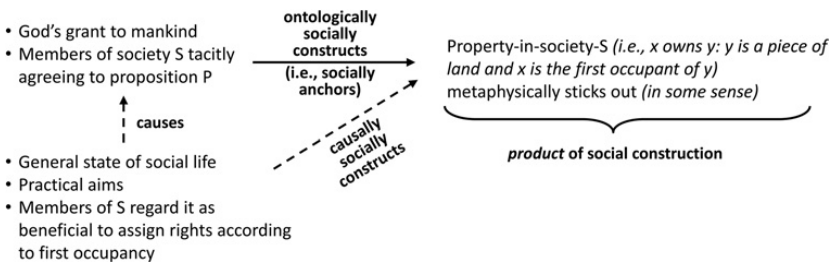 • God's grant to mankind
• Members of society S tacitly
agreeing to proposition P
ontologically
socially
constructs
(i.e., socially
anchors)
Property-in-society-S (i.e., x owns y: y is a piece of
land and x is the first occupant of y)
metaphysically sticks out (in some sense)
causes
causally
socially
constructs
product of social construction
• General state of social life
• Practical aims
• Members of S regard it as
beneficial to assign rights according
to first occupancy